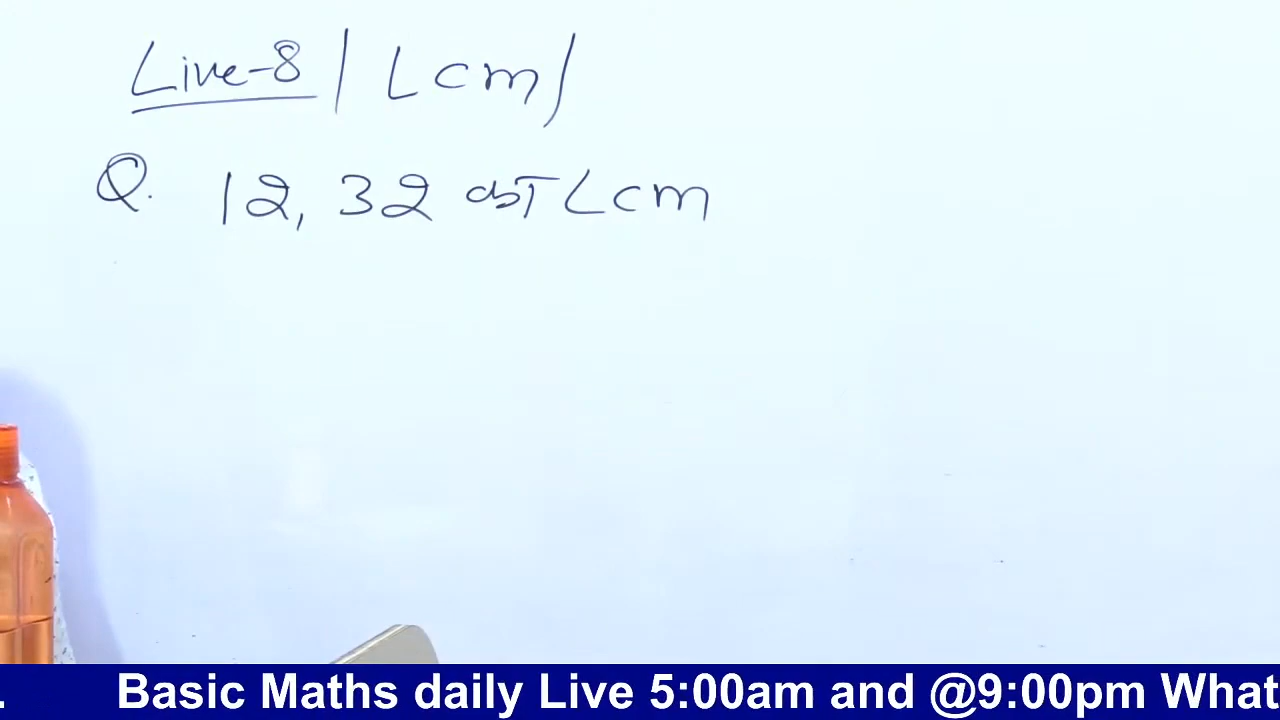 Live-8 | Lcm |
Q. 12, 32 का Lcm
. Basic Maths daily Live 5:00am and @9:00pm What